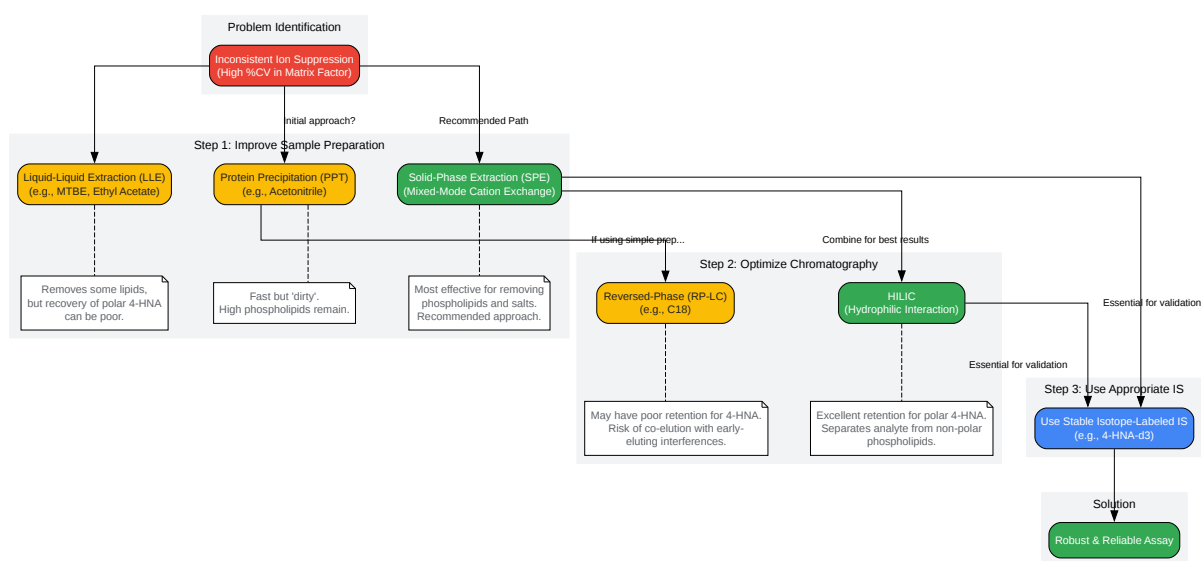 Problem Identification
Inconsistent Ion Suppression
(High %CV in Matrix Factor)
Initial approach?
Recommended Path
Step 1: Improve Sample Preparation
Liquid-Liquid Extraction (LLE)
(e.g., MTBE, Ethyl Acetate)
Protein Precipitation (PPT)
(e.g., Acetonitrile)
Solid-Phase Extraction (SPE)
(Mixed-Mode Cation Exchange)
If using simple prep...
Combine for best results
Removes some lipids,
but recovery of polar 4-HNA
can be poor.
Fast but 'dirty'.
High phospholipids remain.
Most effective for removing
phospholipids and salts.
Recommended approach.
Step 2: Optimize Chromatography
Reversed-Phase (RP-LC)
(e.g., C18)
HILIC
(Hydrophilic Interaction)
Essential for validation
Essential for validation
May have poor retention for 4-HNA.
Risk of co-elution with early-
eluting interferences.
Excellent retention for polar 4-HNA.
Separates analyte from non-polar
phospholipids.
Step 3: Use Appropriate IS
Use Stable Isotope-Labeled IS
(e.g., 4-HNA-d3)
Solution
Robust & Reliable Assay